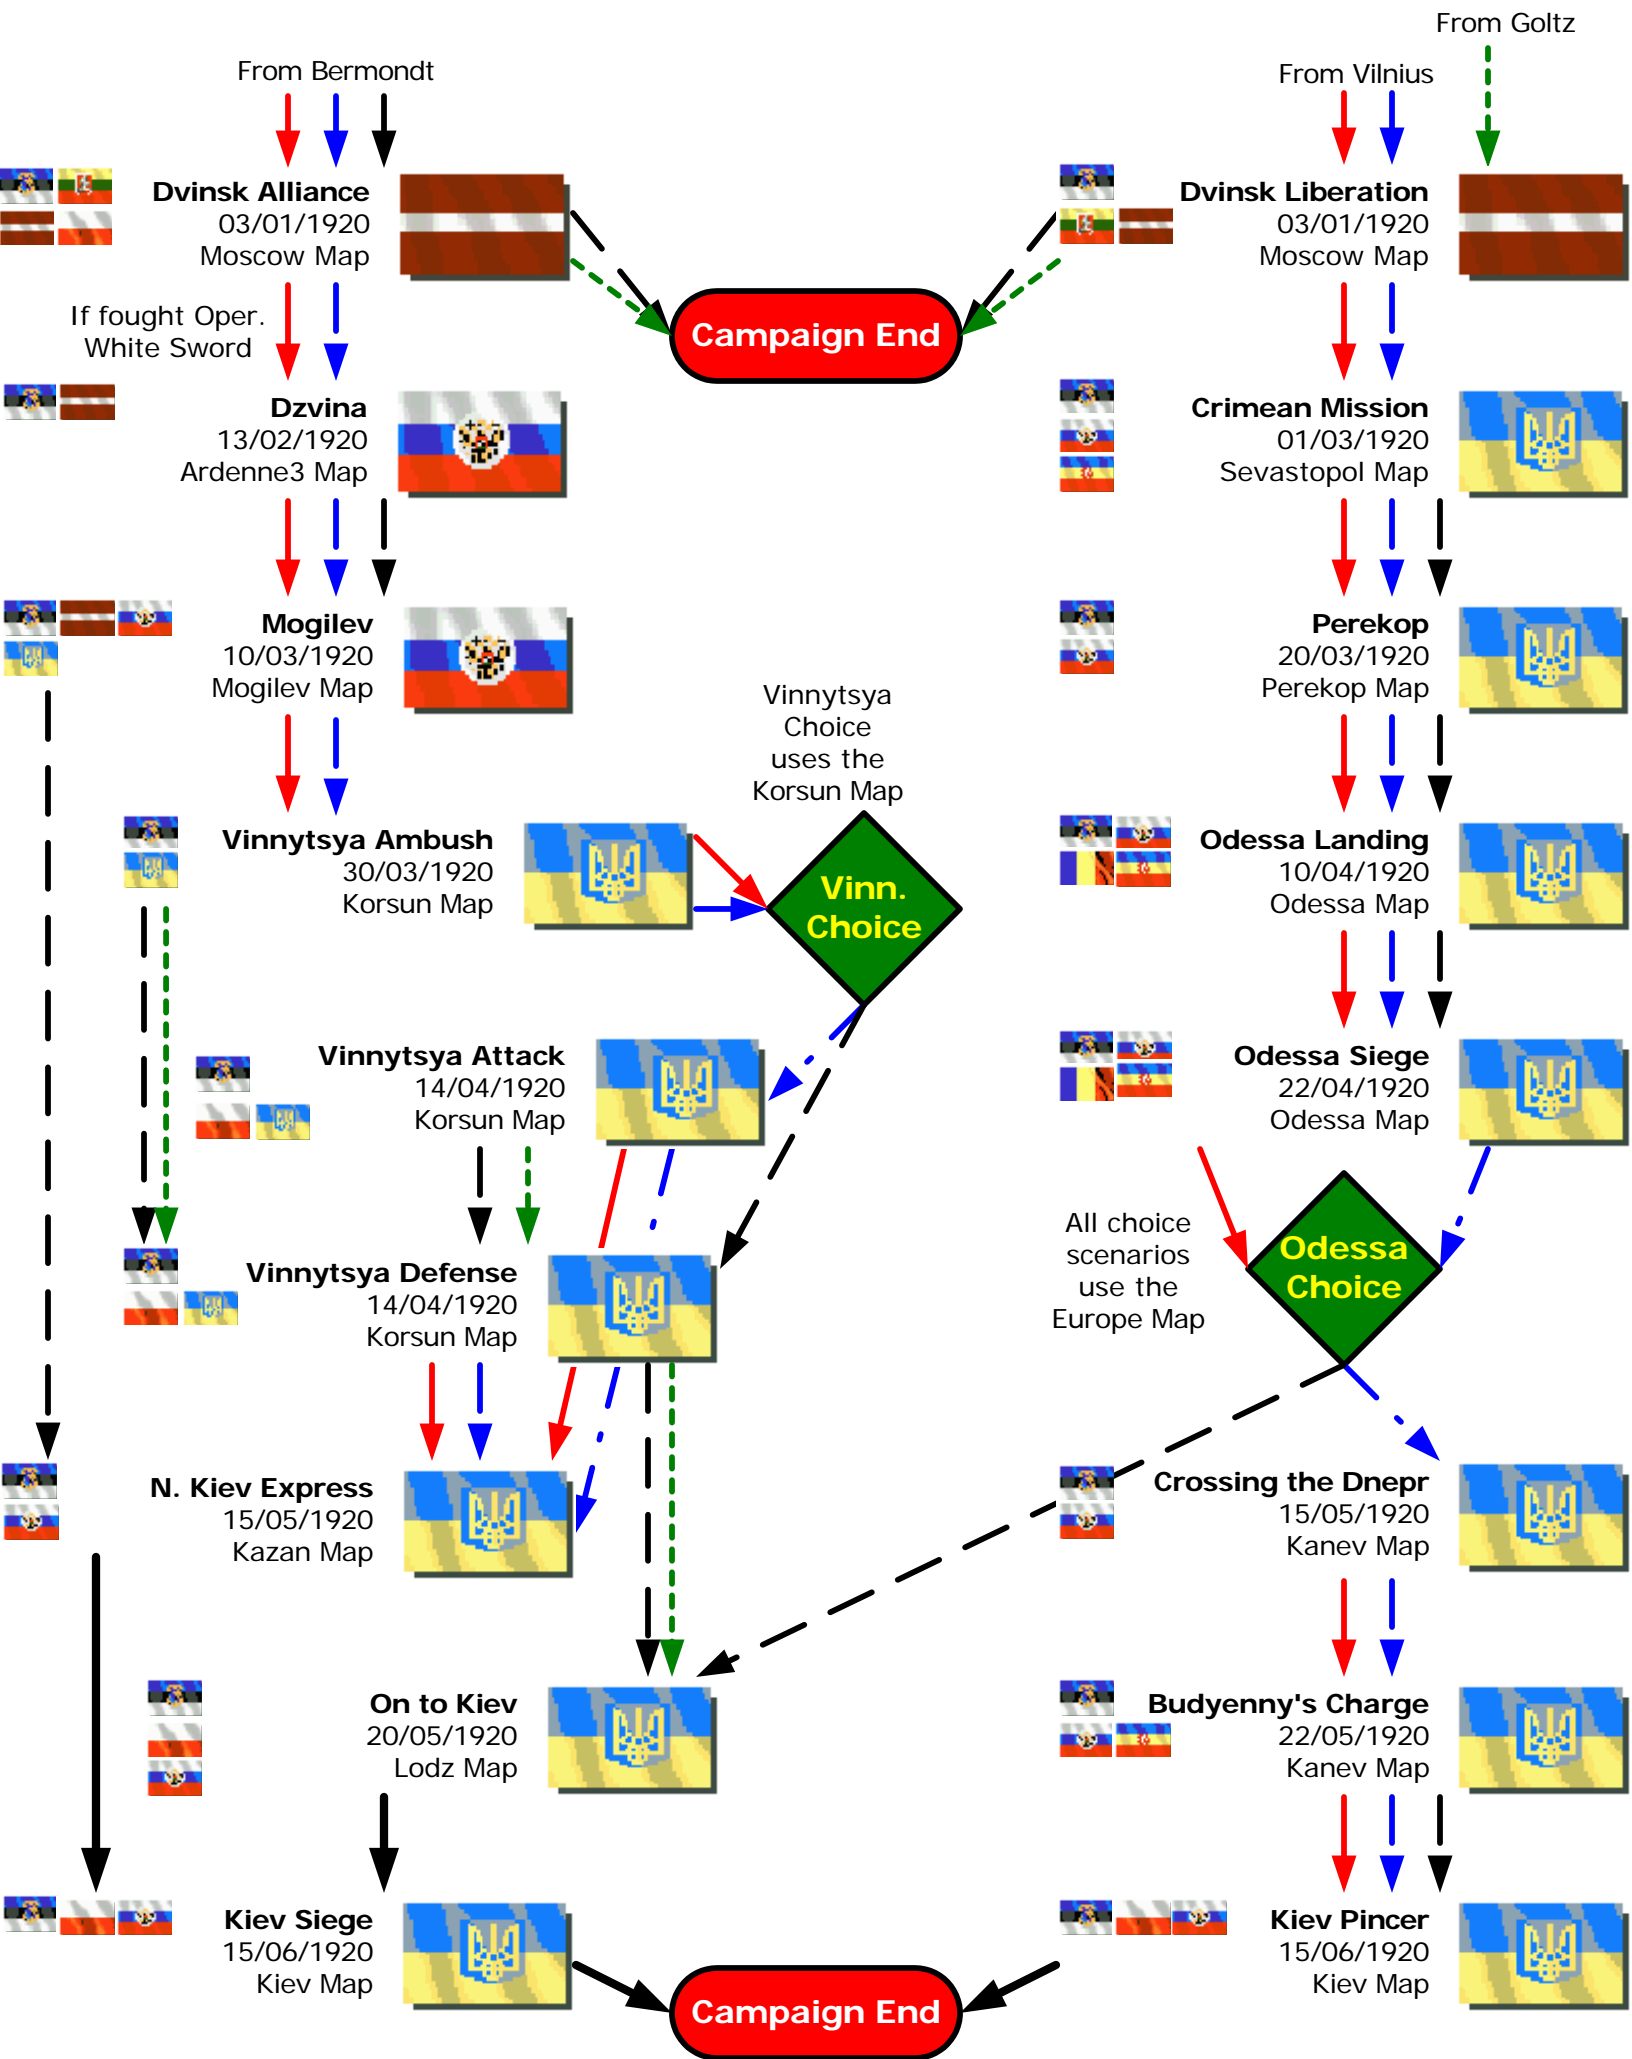 From Goltz
From Bermondt
From Vilnius
Dvinsk Alliance
03/01/1920
Moscow Map
Dvinsk Liberation
03/01/1920
Moscow Map
If fought Oper.
White Sword
Campaign End
Dzvina
13/02/1920
Ardenne3 Map
Crimean Mission
01/03/1920
Sevastopol Map
Mogilev
10/03/1920
Mogilev Map
Perekop
20/03/1920
Perekop Map
Vinnytsya
Choice
uses the
Korsun Map
Vinnytsya Ambush
30/03/1920
Korsun Map
Vinn.
Choice
Odessa Landing
10/04/1920
Odessa Map
Vinnytsya Attack
14/04/1920
Korsun Map
Odessa Siege
22/04/1920
Odessa Map
All choice
scenarios
use the
Europe Map
Odessa
Choice
Vinnytsya Defense
14/04/1920
Korsun Map
N. Kiev Express
15/05/1920
Kazan Map
Crossing the Dnepr
15/05/1920
Kanev Map
On to Kiev
20/05/1920
Lodz Map
Budyenny's Charge
22/05/1920
Kanev Map
Kiev Siege
15/06/1920
Kiev Map
Kiev Pincer
15/06/1920
Kiev Map
Campaign End